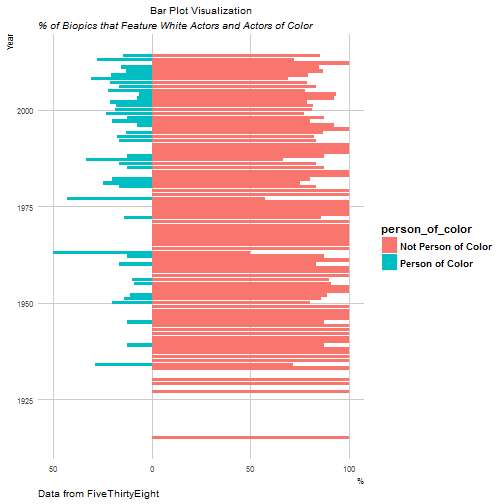 Bar Plot Visualization
% of Biopics that Feature White Actors and Actors of Color
Year
2000
1975
1950
1925
50
0
50
100
%
person_of_color
Not Person of Color
Person of Color
Data from FiveThirtyEight